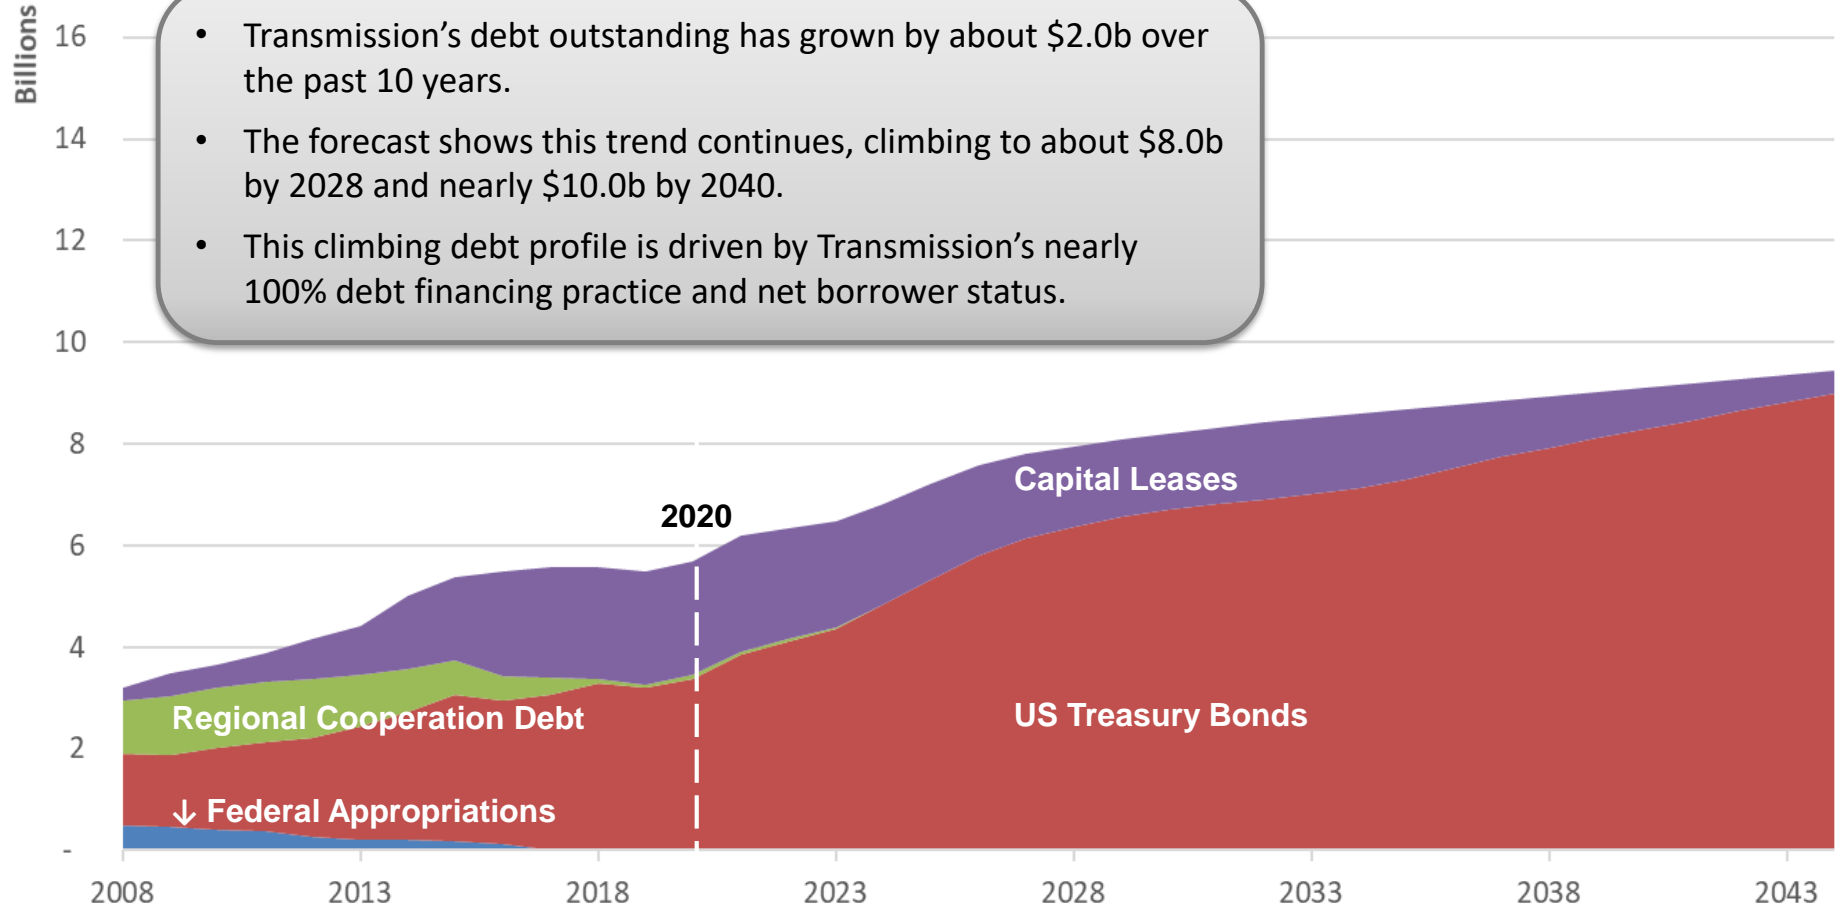 Billions
16
14
12
10
8
6
4
2
-
• Transmission’s debt outstanding has grown by about $2.0b over
the past 10 years.
• The forecast shows this trend continues, climbing to about $8.0b
by 2028 and nearly $10.0b by 2040.
• This climbing debt profile is driven by Transmission’s nearly
100% debt financing practice and net borrower status.
2020
Capital Leases
Regional Cooperation Debt
US Treasury Bonds
↓ Federal Appropriations
2008 2013 2018 2023 2028 2033 2038 2043